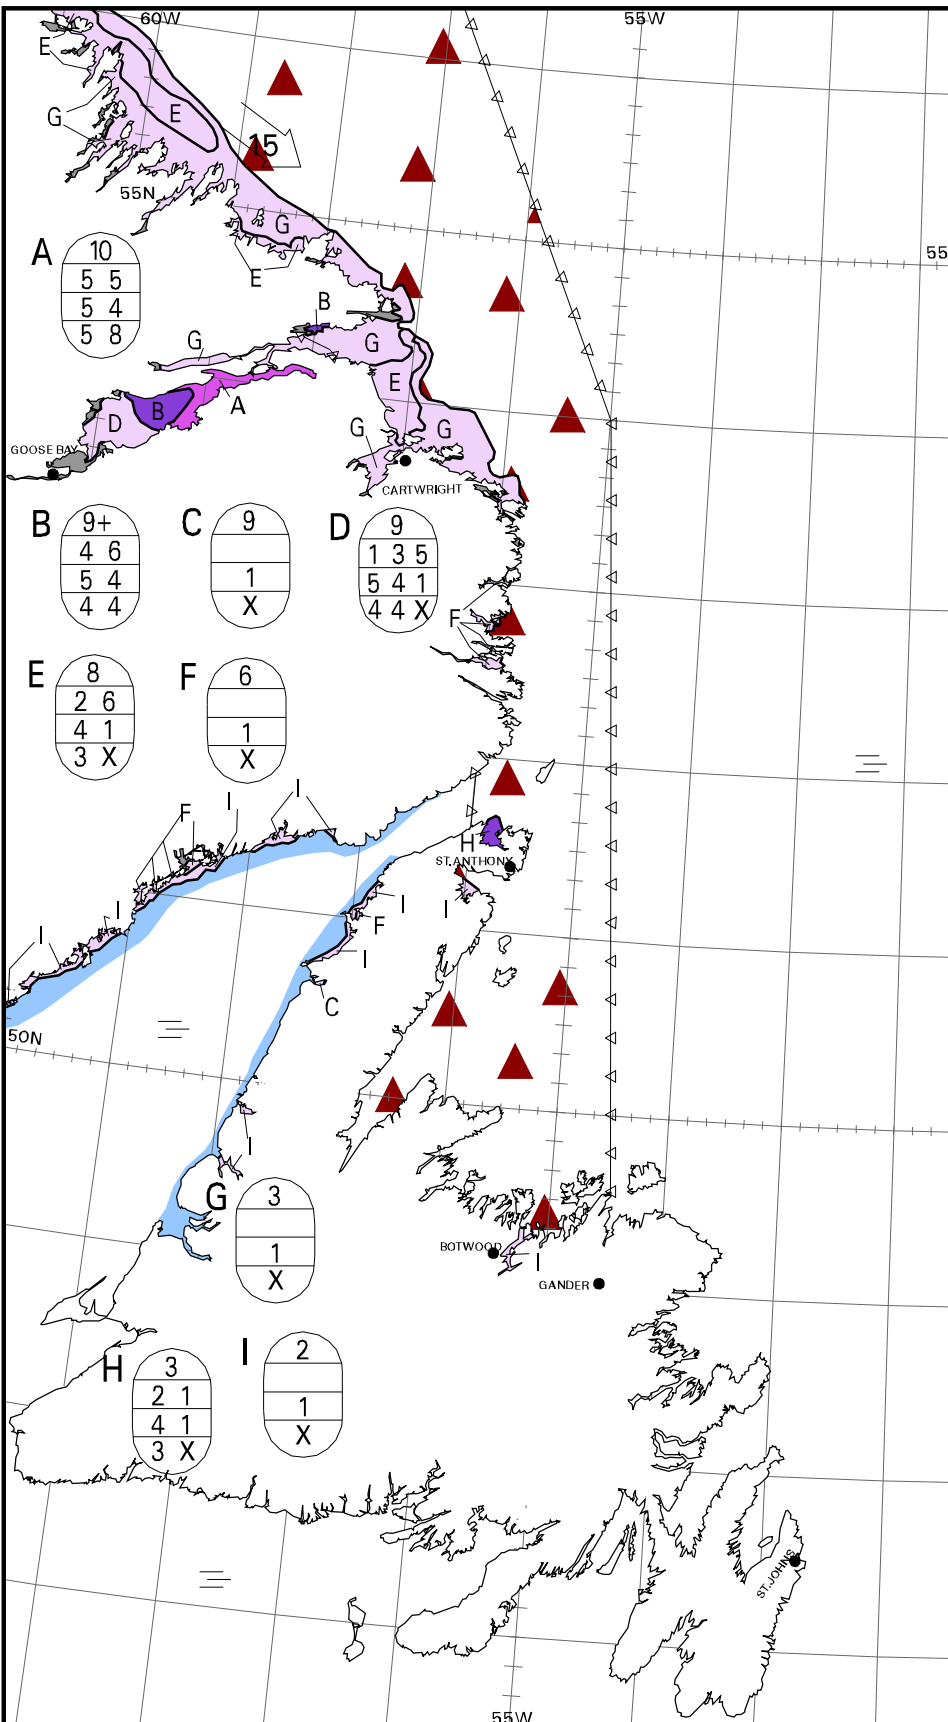 60W
55W
E
E
G
15
55N
G
55
E
A
10
5 5
5 4
5 8
B
G
G
E
A
D
B
G
G
GOOSE BAY
CARTWRIGHT
B
9+
4 6
5 4
4 4
C
9
1
X
D
9
1 3 5
5 4 1
4 4 X
F
E
8
2 6
4 1
3 X
F
6
1
X
I
I
F
H
ST.ANTHONY
I
I
I
F
I
I
C
50N
I
G
3
1
X
BOTWOOD
I
GANDER
H
3
2 1
4 1
3 X
I
2
1
X
ST.JOHNS
55W